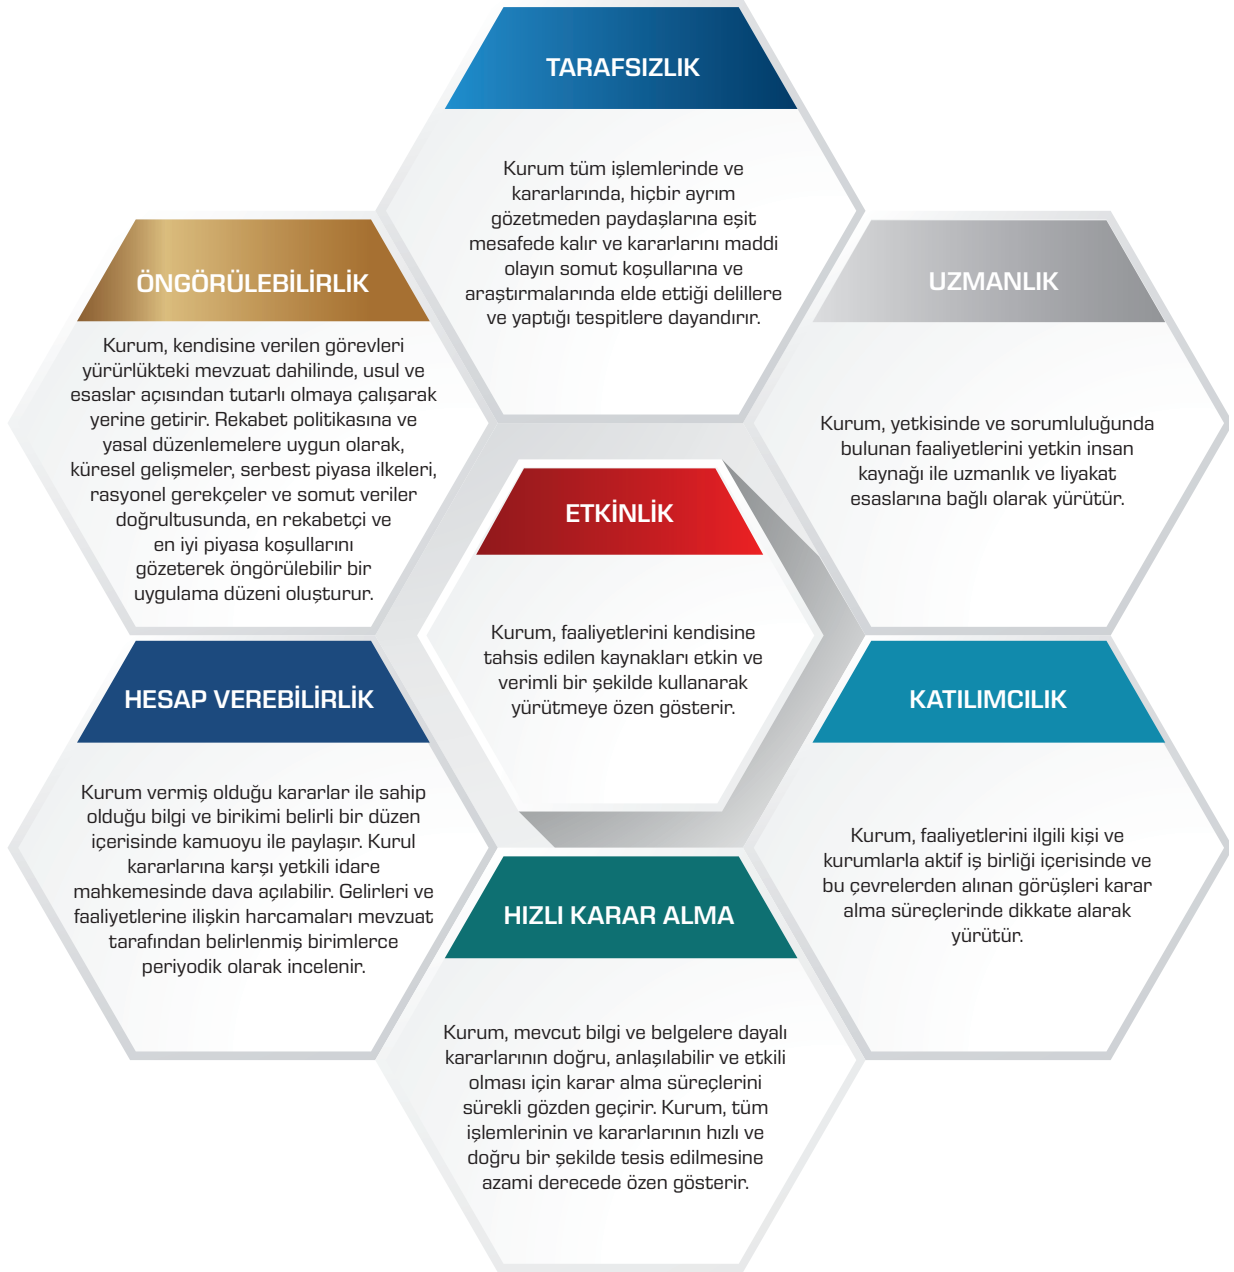 TARAFSIZLIK
Kurum tüm işlemlerinde ve
kararlarında, hiçbir ayrım
gözetmeden paydaşlarına eşit
mesafede kalır ve kararlarını maddi
olayın somut koşullarına ve
araştırmalarında elde ettiği delillere
ve yaptığı tespitlere dayandırır.
ÖNGÖRÜLEBİLİRLİK
Kurum, kendisine verilen görevleri
yürürlükteki mevzuat dahilinde, usul ve
esaslar açısından tutarlı olmaya çalışarak
yerine getirir. Rekabet politikasına ve
yasal düzenlemelere uygun olarak,
küresel gelişmeler, serbest piyasa ilkeleri,
rasyonel gerekçeler ve somut veriler
doğrultusunda, en rekabetçi ve
en iyi piyasa koşullarını
gözeterek öngörülebilir bir
uygulama düzeni oluşturur.
UZMANLIK
Kurum, yetkisinde ve sorumluluğunda
bulunan faaliyetlerini yetkin insan
kaynağı ile uzmanlık ve liyakat
esaslarına bağlı olarak yürütür.
ETKİNLİK
Kurum, faaliyetlerini kendisine
tahsis edilen kaynakları etkin ve
verimli bir şekilde kullanarak
yürütmeye özen gösterir.
HESAP VEREBİLİRLİK
Kurum vermiş olduğu kararlar ile sahip
olduğu bilgi ve birikimi belirli bir düzen
içerisinde kamuoyu ile paylaşır. Kurul
kararlarına karşı yetkili idare
mahkemesinde dava açılabilir. Gelirleri ve
faaliyetlerine ilişkin harcamaları mevzuat
tarafından belirlenmiş birimlerce
periyodik olarak incelenir.
KATILIMCILIK
Kurum, faaliyetlerini ilgili kişi ve
kurumlarla aktif iş birliği içerisinde ve
bu çevrelerden alınan görüşleri karar
alma süreçlerinde dikkate alarak
yürütür.
HIZLI KARAR ALMA
Kurum, mevcut bilgi ve belgelere dayalı
kararlarının doğru, anlaşılabilir ve etkili
olması için karar alma süreçlerini
sürekli gözden geçirir. Kurum, tüm
işlemlerinin ve kararlarının hızlı ve
doğru bir şekilde tesis edilmesine
azami derecede özen gösterir.